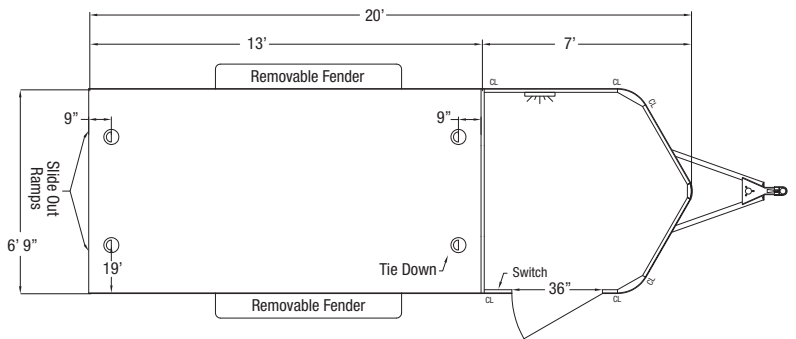 20’
13’
7’
Removable Fender
CL
CL
CL
9”
9”
Slide Out
Ramps
6’ 9”
19’
Tie Down
Switch
36”
CL
CL
Removable Fender